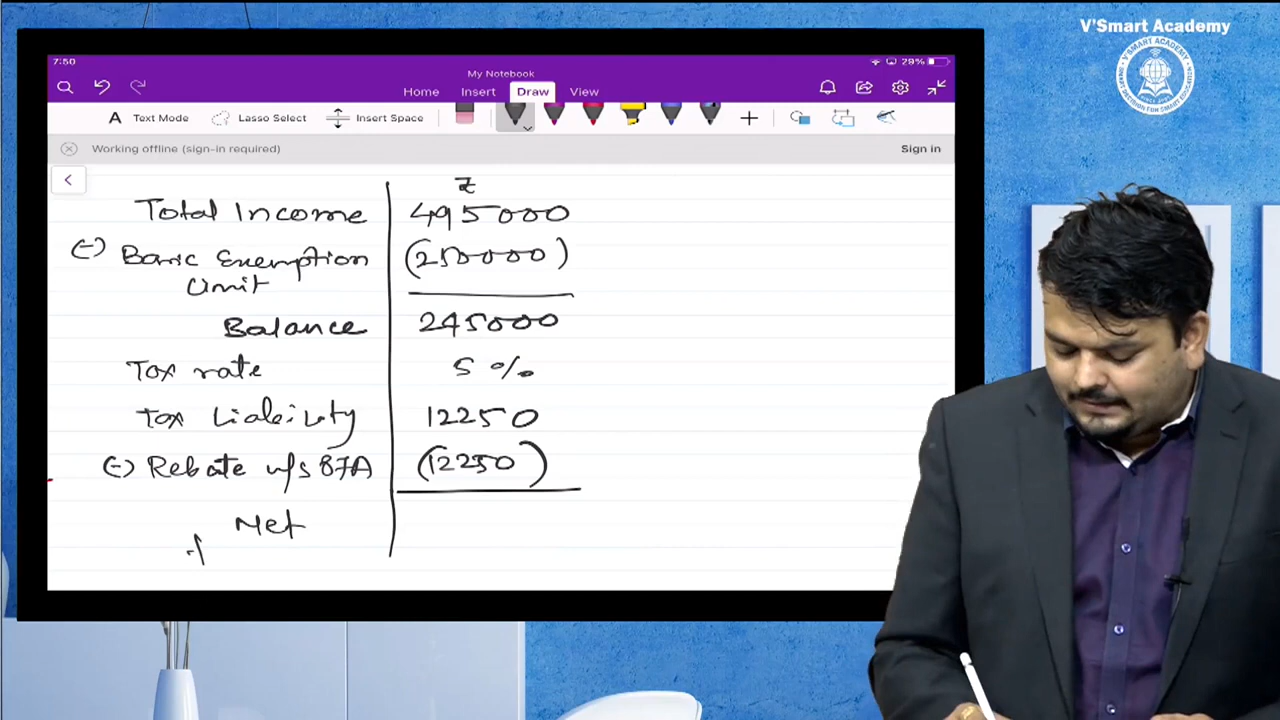 V'Smart Academy
7:50
29%
My Notebook
Home Insert Draw View
Text Mode Lasso Select Insert Space
Working offline (sign-in required) Sign in
₹
Total Income 495000
(-) Basic Exemption (250000)
Limit
Balance 245000
Tax rate 5 %
Tax Liability 12250
(-) Rebate u/s 87A (12250)
Net